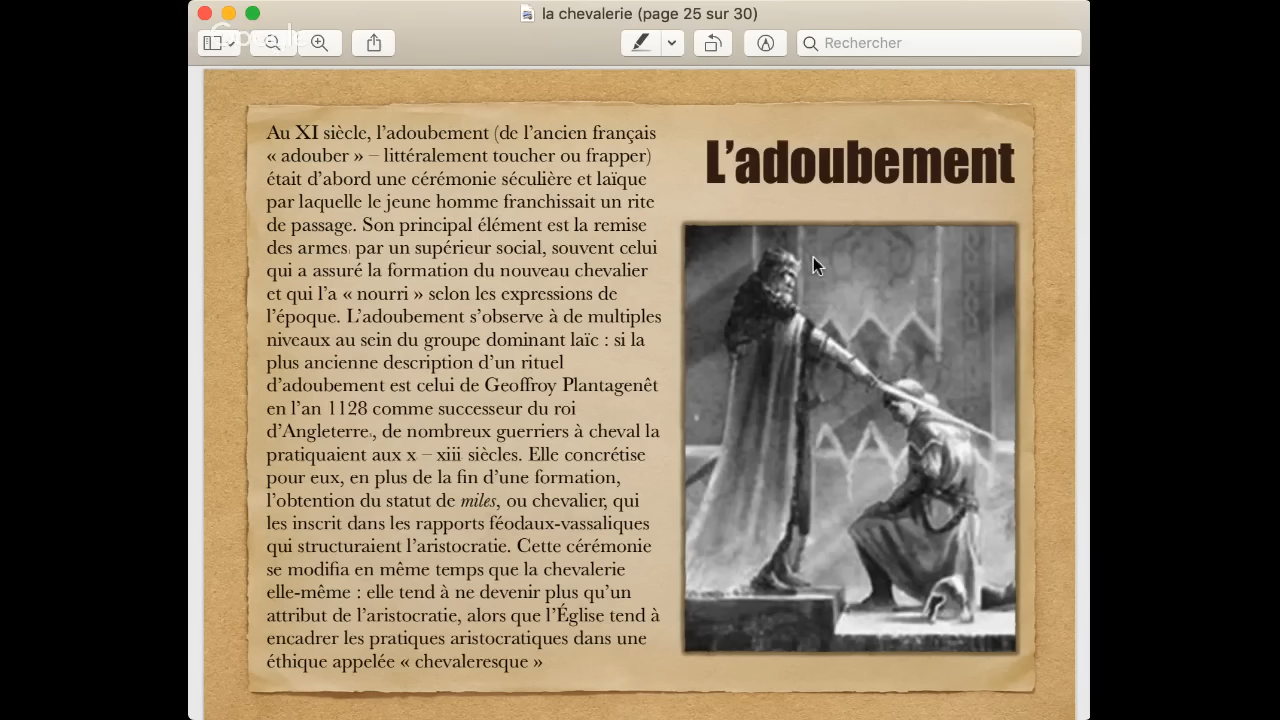 la chevalerie (page 25 sur 30)
Google
Rechercher
L'adoubement
Au XI siècle, l'adoubement (de l'ancien français
« adouber » – littéralement toucher ou frapper)
était d'abord une cérémonie séculière et laïque
par laquelle le jeune homme franchissait un rite
de passage. Son principal élément est la remise
des armes, par un supérieur social, souvent celui
qui a assuré la formation du nouveau chevalier
et qui l'a « nourri » selon les expressions de
l'époque. L'adoubement s'observe à de multiples
niveaux au sein du groupe dominant laïc : si la
plus ancienne description d'un rituel
d'adoubement est celui de Geoffroy Plantagenêt
en l'an 1128 comme successeur du roi
d'Angleterre,, de nombreux guerriers à cheval la
pratiquaient aux x – xiii siècles. Elle concrétise
pour eux, en plus de la fin d'une formation,
l'obtention du statut de miles, ou chevalier, qui
les inscrit dans les rapports féodaux-vassaliques
qui structuraient l'aristocratie. Cette cérémonie
se modifia en même temps que la chevalerie
elle-même : elle tend à ne devenir plus qu'un
attribut de l'aristocratie, alors que l'Église tend à
encadrer les pratiques aristocratiques dans une
éthique appelée « chevaleresque »